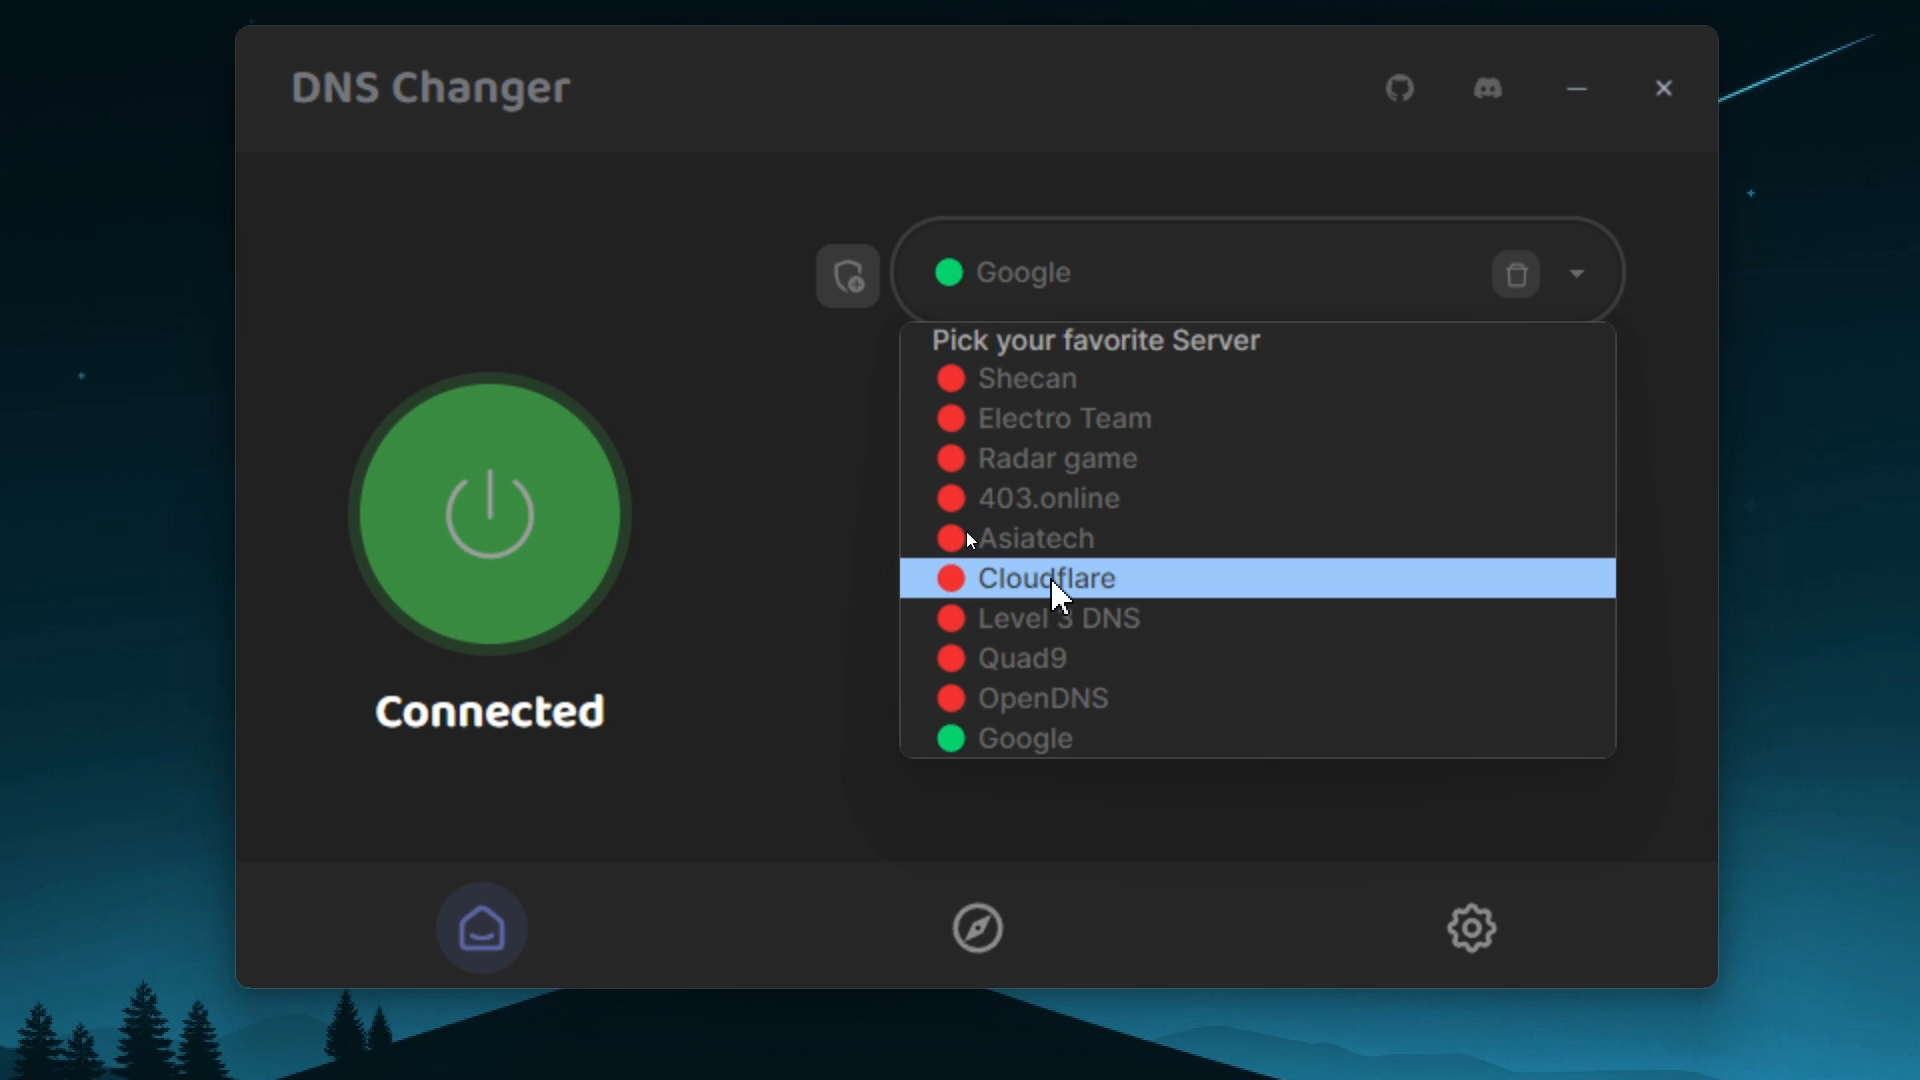 DNS Changer
Google
Pick your favorite Server
Shecan
Electro Team
Radar game
403.online
Asiatech
Cloudflare
Level 3 DNS
Quad9
OpenDNS
Google
Connected